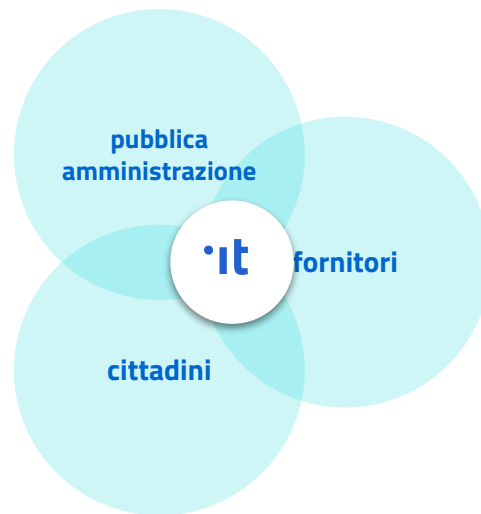 pubblica
amministrazione
it
fornitori
cittadini